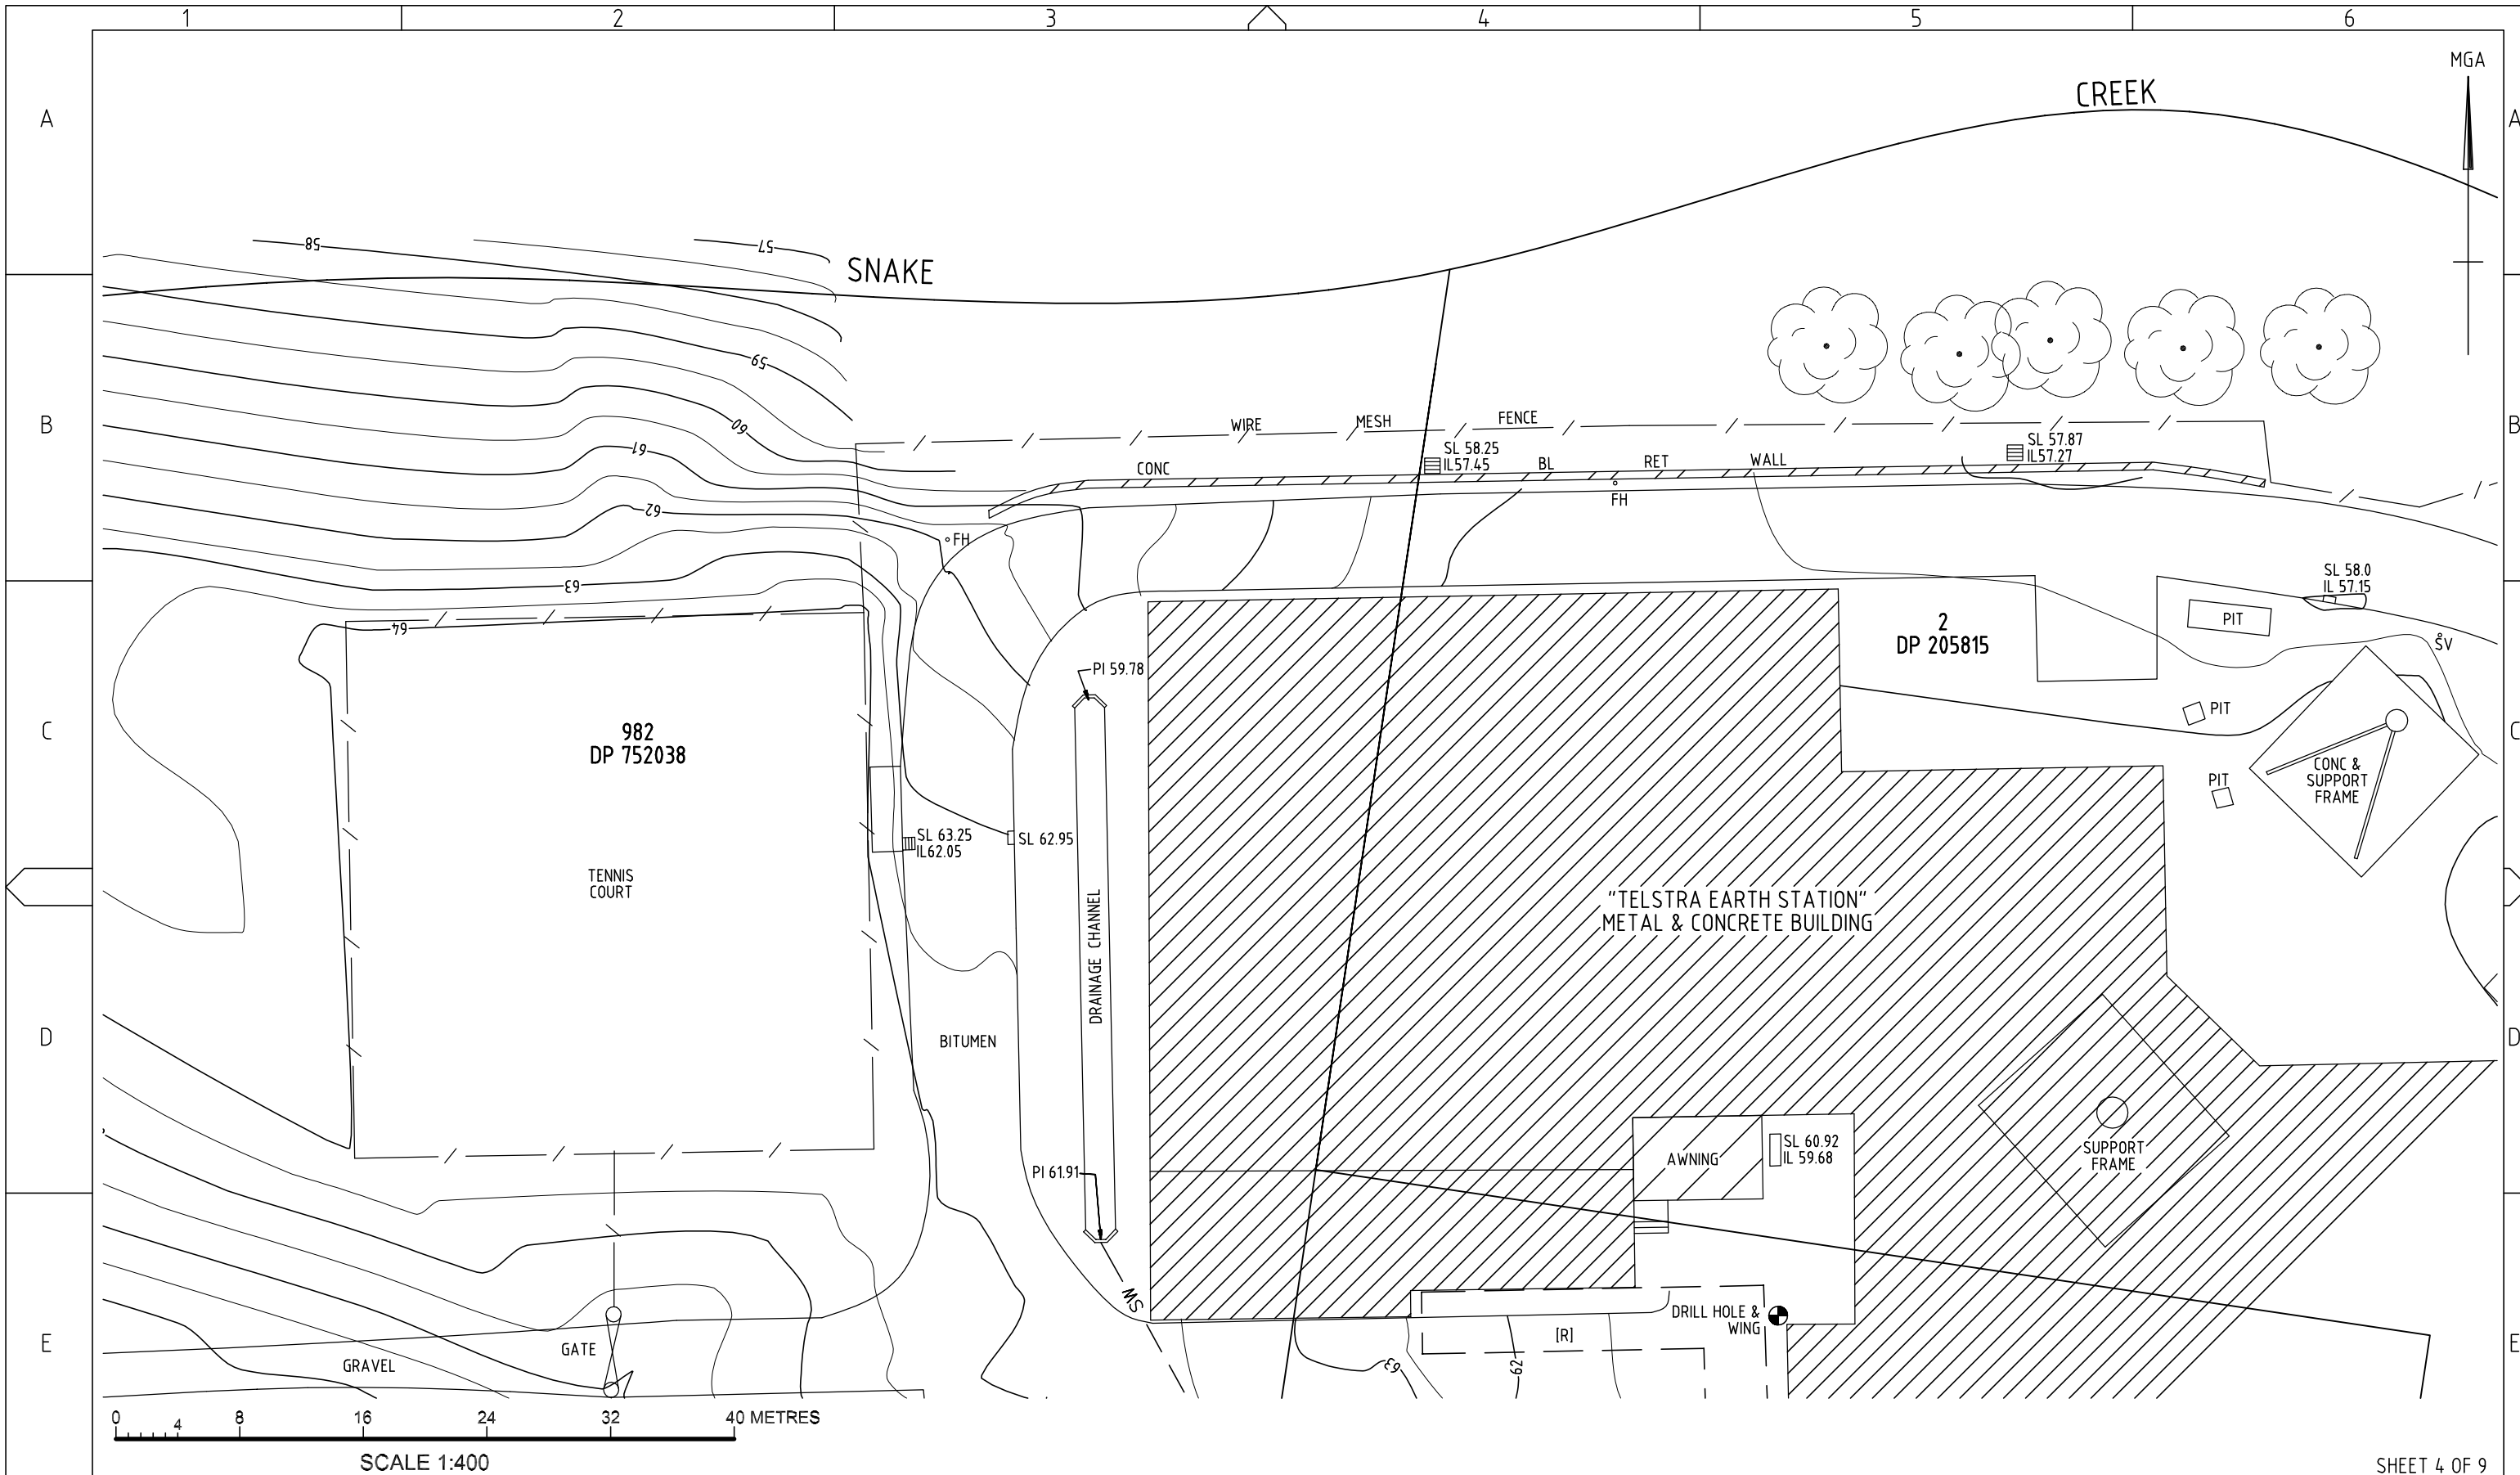 1 2 3 4 5 6
MGA
A A
CREEK
58 57
SNAKE
59
B B
WIRE MESH FENCE
60
61
62
CONC BL RET WALL
SL 58.25
IL57.45
SL 57.87
IL57.27
FH
FH
63
SL 58.0
IL 57.15
PIT
SV
64
2
DP 205815
PI 59.78
PIT
C C
982
DP 752038
PIT
CONC &
SUPPORT
FRAME
SL 63.25
IL62.05
SL 62.95
TENNIS
COURT
"TELSTRA EARTH STATION"
METAL & CONCRETE BUILDING
DRAINAGE CHANNEL
D D
BITUMEN
SL 60.92
IL 59.68
AWNING
SUPPORT
FRAME
PI 61.91
SW
DRILL HOLE &
WING
[R]
E E
GATE
GRAVEL
63
62
0 4 8 16 24 32 40 METRES
SCALE 1:400
SHEET 4 OF 9